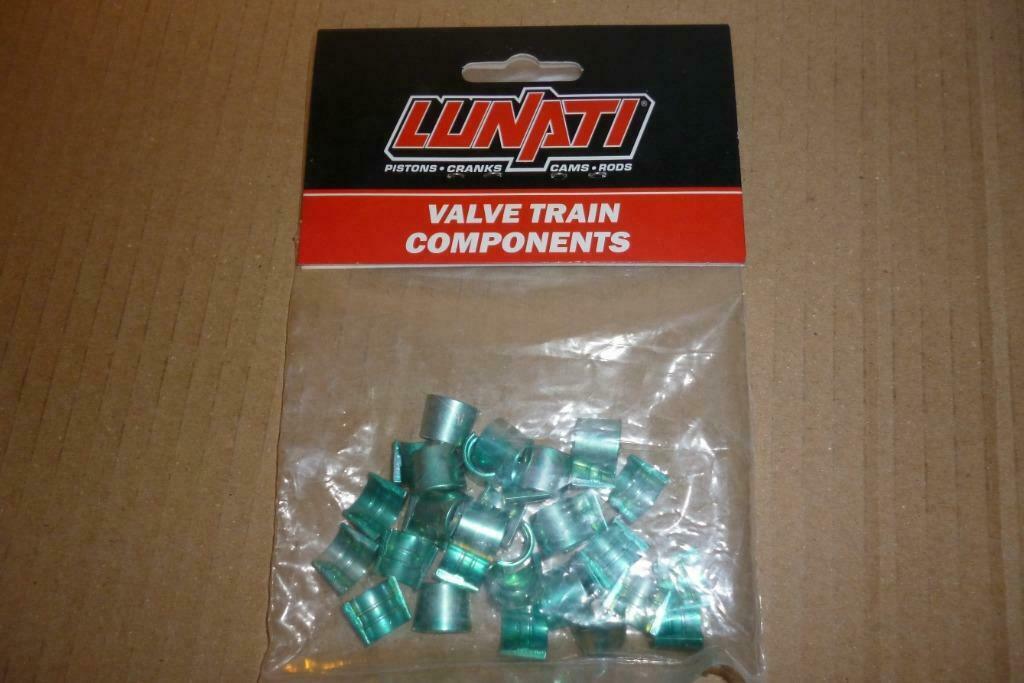 LUNATI®
PISTONS • CRANKS CAMS • RODS
VALVE TRAIN
COMPONENTS